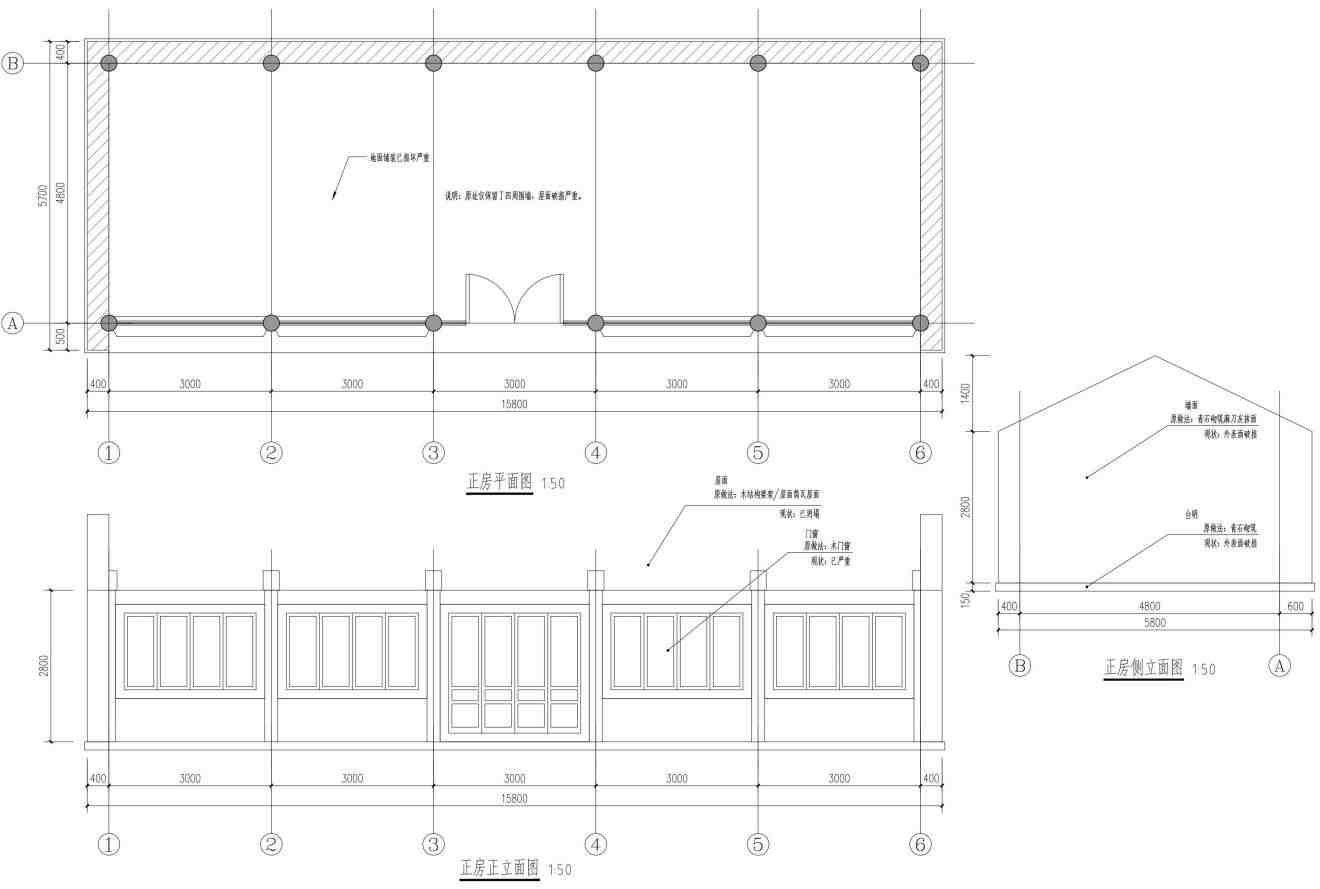 B
400
4800
5700
地面铺装已损坏严重
说明：原址仅保留了四周围墙，屋面破损严重。
A
500
400
3000
3000
3000
3000
3000
400
15800
1
2
3
4
5
6
正房平面图 1:50
屋面
原做法：木结构梁架/屋面筒瓦屋面
现状：已坍塌
门窗
原做法：木门窗
现状：已严重
2800
400
3000
3000
3000
3000
3000
400
15800
1
2
3
4
5
6
正房正立面图 1:50
1400
2800
150
墙面
原做法：青石砌筑麻刀灰抹面
现状：外表面破损
台明
原做法：青石砌筑
现状：外表面破损
400
4800
600
5800
B
A
正房侧立面图 1:50